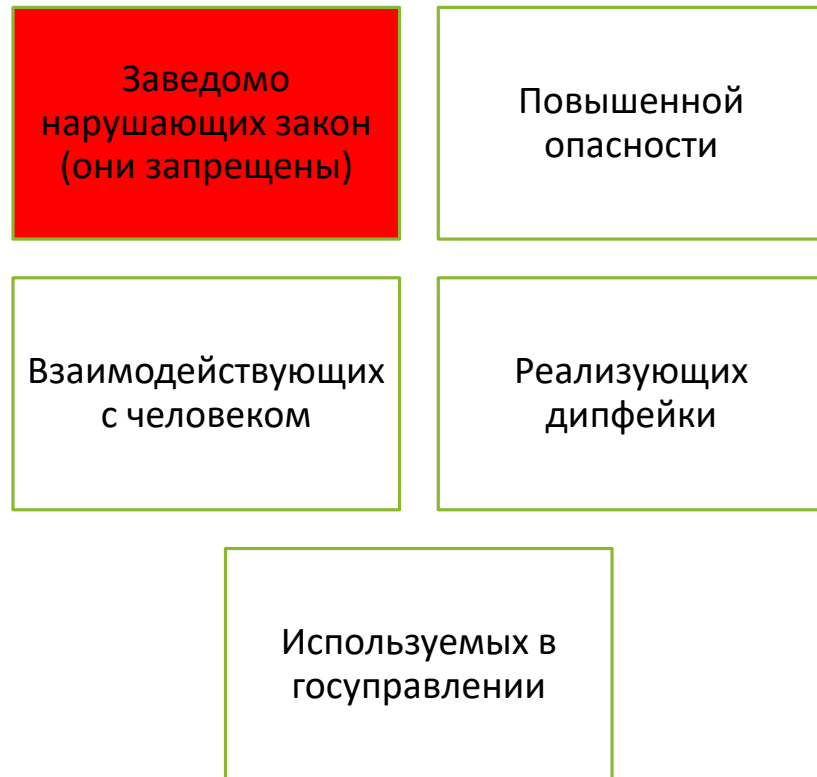 Заведомо
нарушающих закон
(они запрещены)
Повышенной
опасности
Взаимодействующих
с человеком
Реализующих
дипфейки
Используемых в
госуправлении